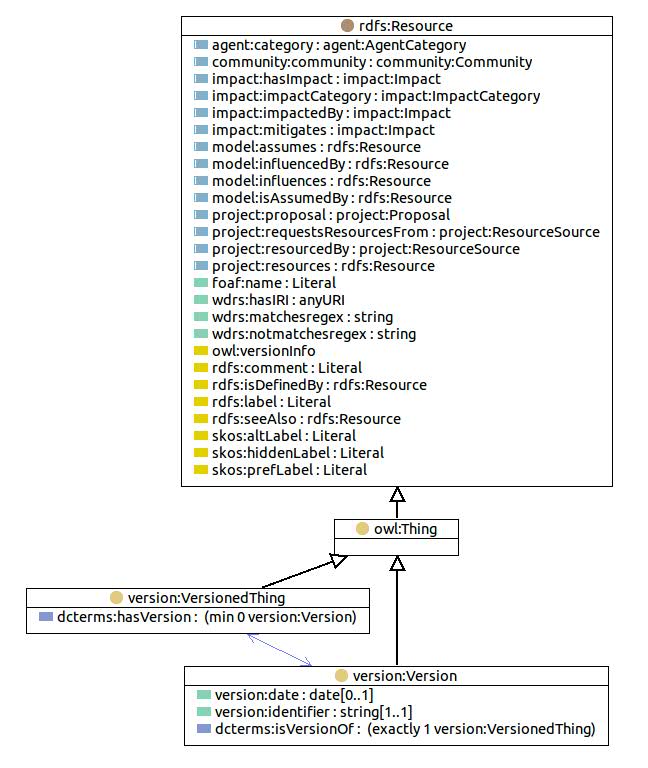 rdfs:Resource
agent:category : agent:AgentCategory
community:community : community:Community
impact:hasImpact : impact:Impact
impact:impactCategory : impact:ImpactCategory
impact:impactedBy : impact:Impact
impact:mitigates : impact:Impact
model:assumes : rdfs:Resource
model:influencedBy : rdfs:Resource
model:influences : rdfs:Resource
model:isAssumedBy : rdfs:Resource
project:proposal : project:Proposal
project:requestsResourcesFrom : project:ResourceSource
project:resourcedBy : project:ResourceSource
project:resources : rdfs:Resource
foaf:name : Literal
wdrs:hasIRI : anyURI
wdrs:matchesregex : string
wdrs:notmatchesregex : string
owl:versionInfo
rdfs:comment : Literal
rdfs:isDefinedBy : rdfs:Resource
rdfs:label : Literal
rdfs:seeAlso : rdfs:Resource
skos:altLabel : Literal
skos:hiddenLabel : Literal
skos:prefLabel : Literal
owl:Thing
version:VersionedThing
dcterms:hasVersion : (min 0 version:Version)
version:Version
version:date : date[0..1]
version:identifier : string[1..1]
dcterms:isVersionOf : (exactly 1 version:VersionedThing)